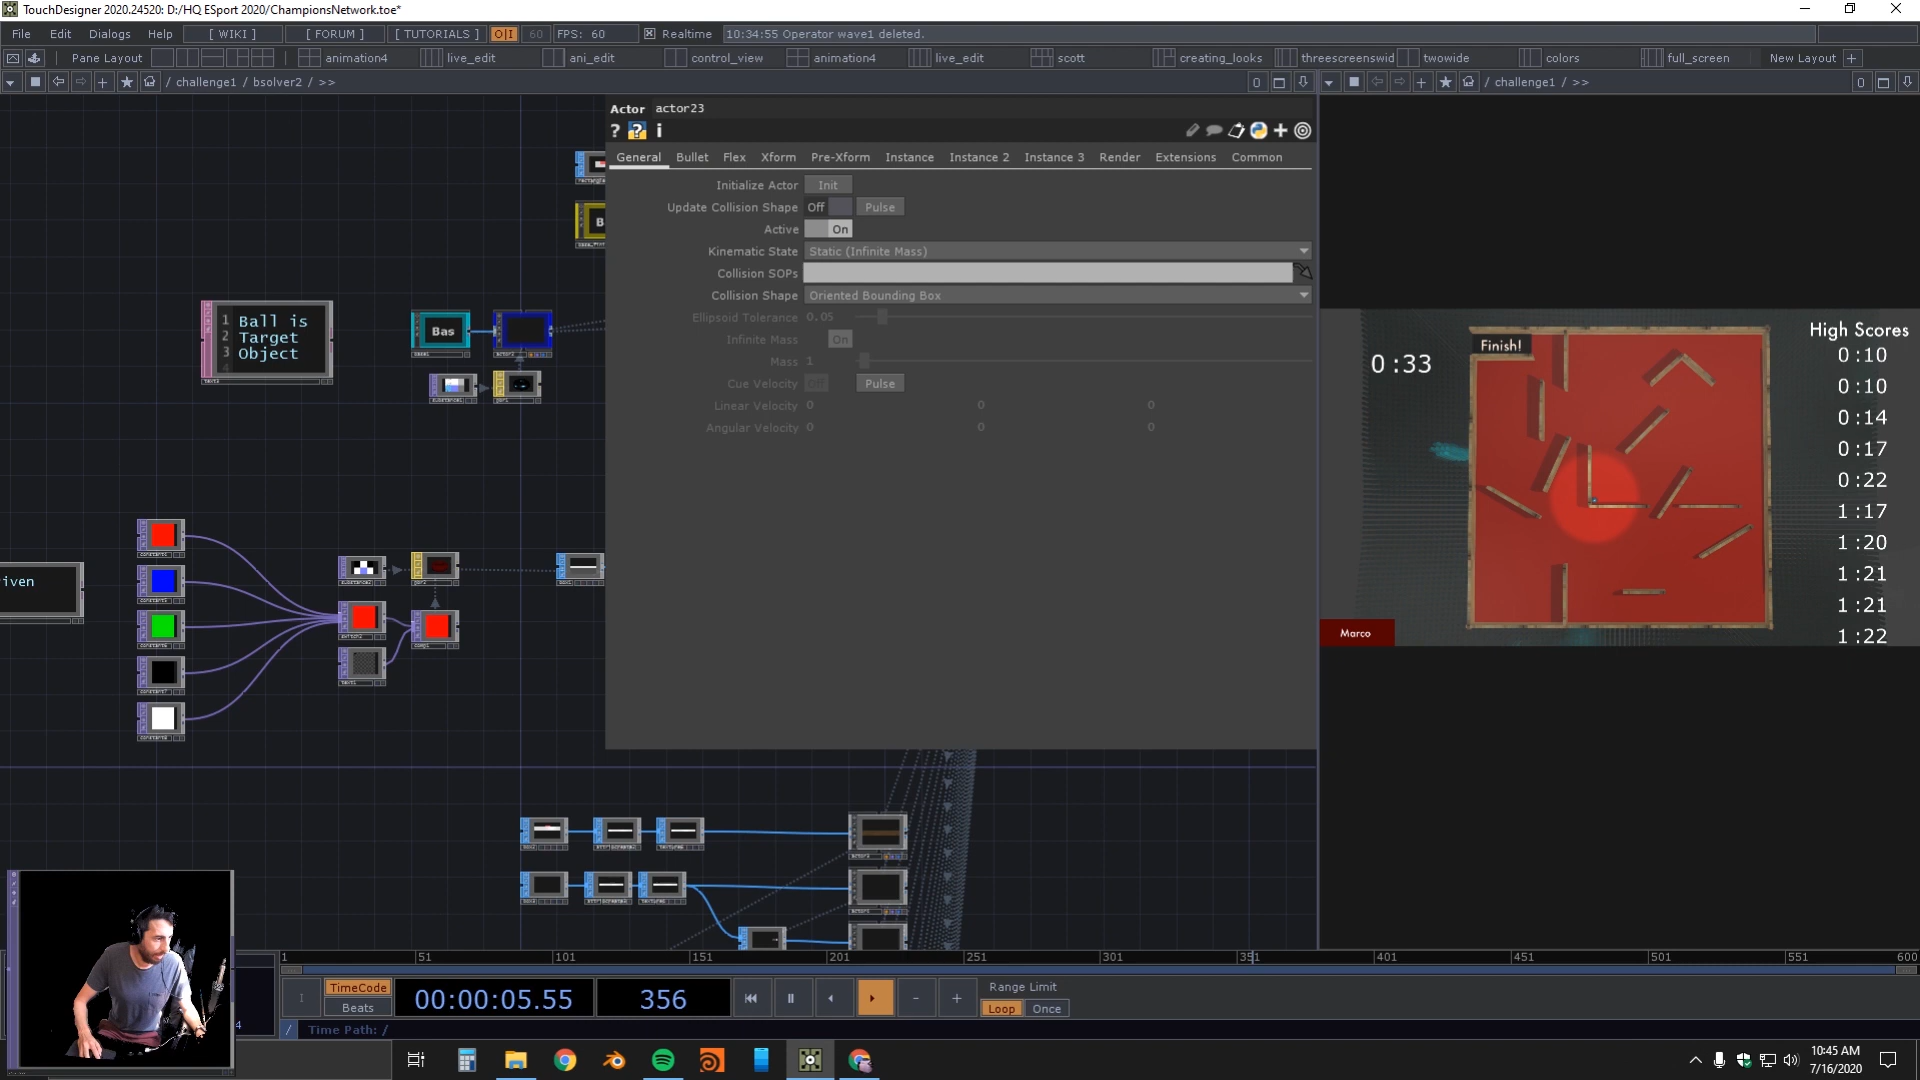 TouchDesigner 2020.24520: D:/HQ ESport 2020/ChampionsNetwork.toe*
File Edit Dialogs Help [ WIKI ] [ FORUM ] [ TUTORIALS ] O|I 60 FPS: 60 Realtime 10:34:55 Operator wave1 deleted.
Pane Layout animation4 live_edit ani_edit control_view animation4 live_edit scott creating_looks threescreenswid twowide colors full_screen New Layout
/ challenge1 / bsolver2 / >> 0
/ challenge1 / >> 0
Actor actor23
? ? i
General Bullet Flex Xform Pre-Xform Instance Instance 2 Instance 3 Render Extensions Common
Initialize Actor Init
Update Collision Shape Off Pulse
Active On
Kinematic State Static (Infinite Mass)
Collision SOPs
Collision Shape Oriented Bounding Box
Ellipsoid Tolerance 0.05
Infinite Mass On
Mass 1
Cue Velocity Off Pulse
Linear Velocity 0 0 0
Angular Velocity 0 0 0
1 Ball is
2 Target
3 Object
4
Bas
B
iven
0:33
Finish!
High Scores
0:10
0:10
0:14
0:17
0:22
1:17
1:20
1:21
1:21
1:22
Marco
1 51 101 151 201 251 301 351 401 451 501 551 600
TimeCode
Beats
00:00:05.55
356
Range Limit
Loop Once
/ Time Path: /
4
10:45 AM
7/16/2020